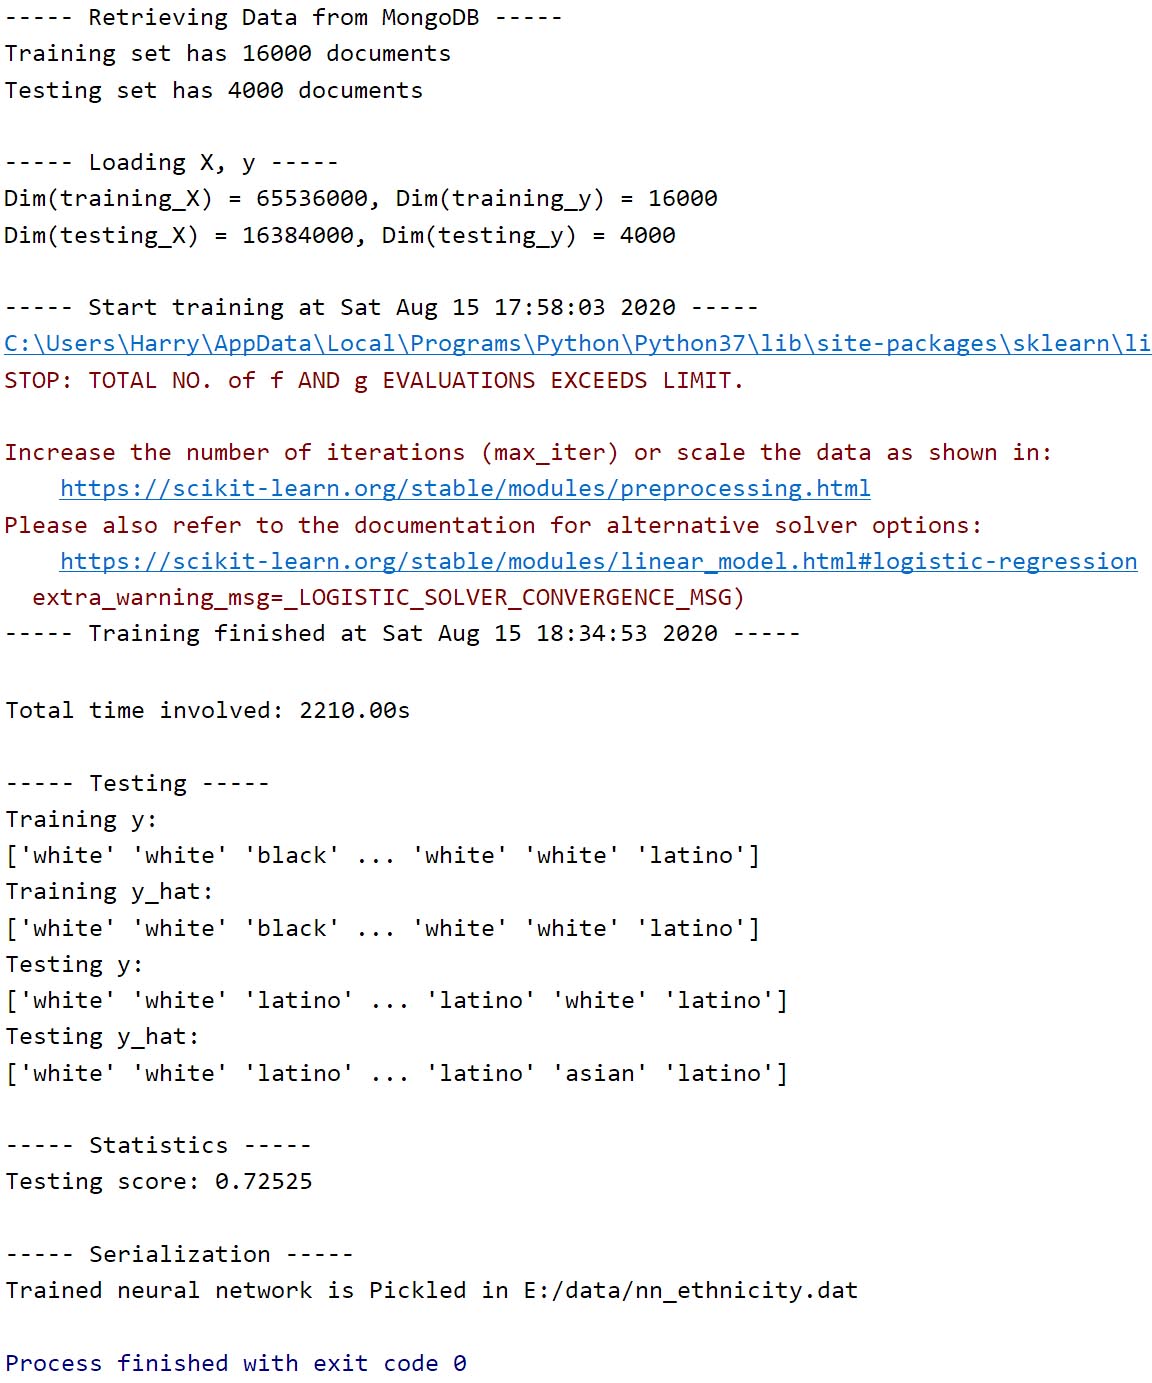 ----- Retrieving Data from MongoDB -----
Training set has 16000 documents
Testing set has 4000 documents
----- Loading X, y -----
Dim(training_X) = 65536000, Dim(training_y) = 16000
Dim(testing_X) = 16384000, Dim(testing_y) = 4000
----- Start training at Sat Aug 15 17:58:03 2020 -----
C:\Users\Harry\AppData\Local\Programs\Python\Python37\lib\site-packages\sklearn\li
STOP: TOTAL NO. of f AND g EVALUATIONS EXCEEDS LIMIT.
Increase the number of iterations (max_iter) or scale the data as shown in:
https://scikit-learn.org/stable/modules/preprocessing.html
Please also refer to the documentation for alternative solver options:
https://scikit-learn.org/stable/modules/linear_model.html#logistic-regression
extra_warning_msg=_LOGISTIC_SOLVER_CONVERGENCE_MSG)
----- Training finished at Sat Aug 15 18:34:53 2020 -----
Total time involved: 2210.00s
----- Testing -----
Training y:
['white' 'white' 'black' ... 'white' 'white' 'latino']
Training y_hat:
['white' 'white' 'black' ... 'white' 'white' 'latino']
Testing y:
['white' 'white' 'latino' ... 'latino' 'white' 'latino']
Testing y_hat:
['white' 'white' 'latino' ... 'latino' 'asian' 'latino']
----- Statistics -----
Testing score: 0.72525
----- Serialization -----
Trained neural network is Pickled in E:/data/nn_ethnicity.dat
Process finished with exit code 0